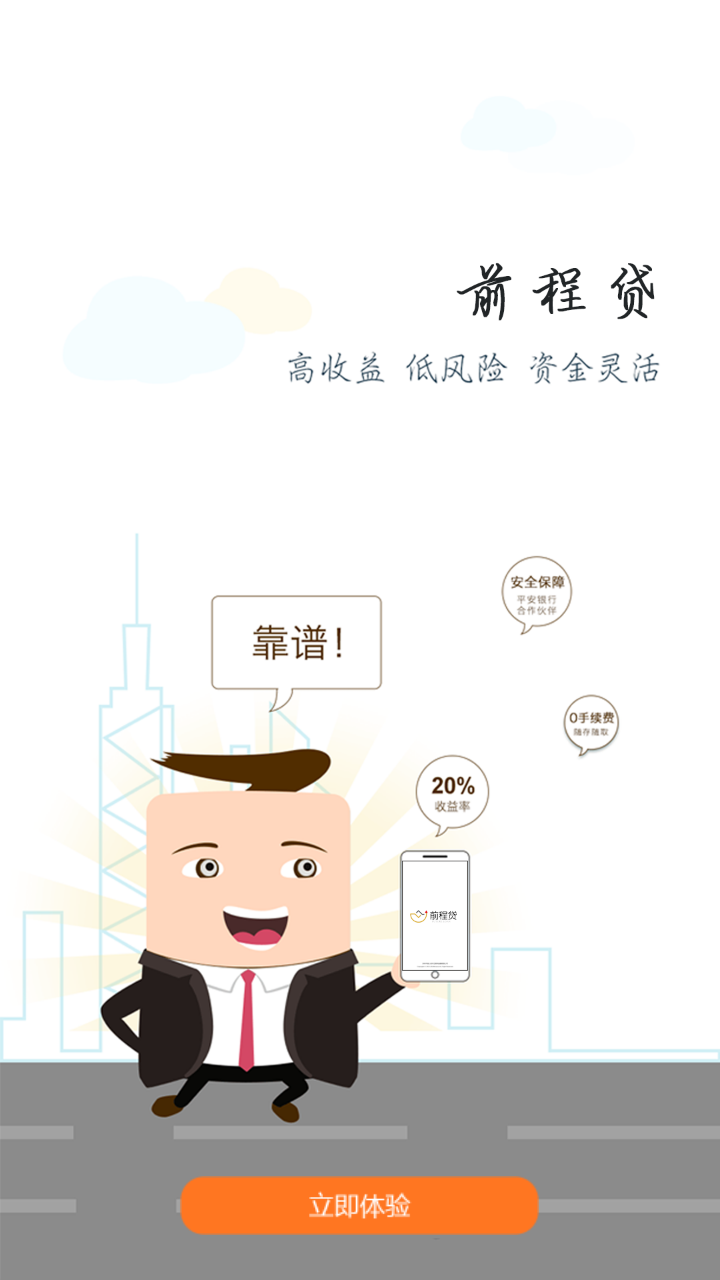 前程贷
高收益 低风险 资金灵活
安全保障
平安银行
合作伙伴
靠谱!
0手续费
随存随取
20%
收益率
前程贷
立即体验